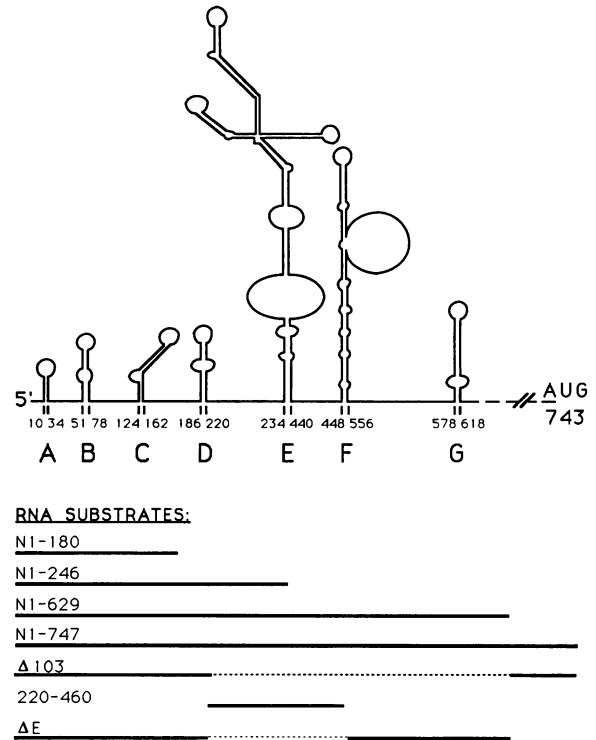 5' AUG
10 34 51 78 124 162 186 220 234 440 448 556 578 618 743
A B C D E F G
RNA SUBSTRATES:
N1-180
N1-246
N1-629
N1-747
Δ103
220-460
ΔE